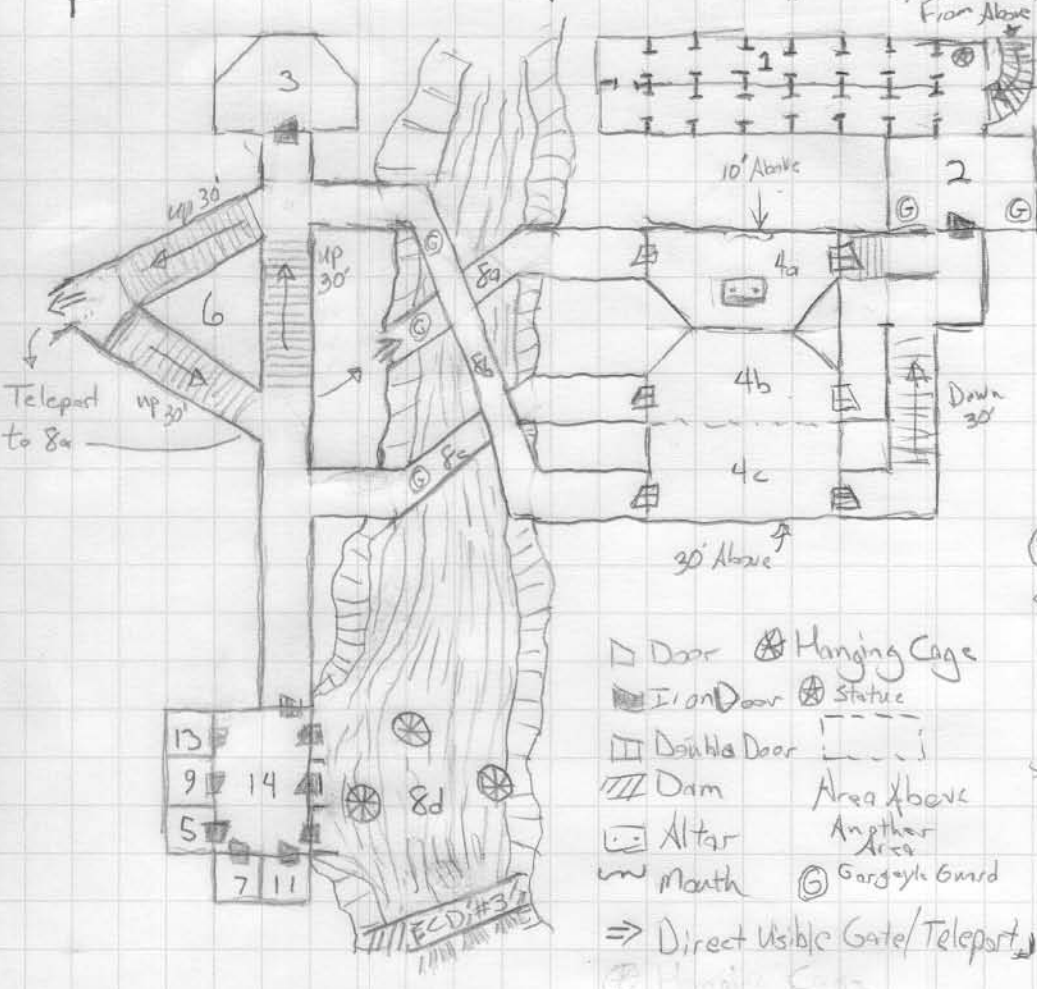 From Above
1
3
10' Above
2
G
G
up 30'
4a
G
up
30'
8a
6
G
8b
4b
Down
30'
Teleport
up 30'
to 8a
8c
G
4c
30' Above
Door
Hanging Cage
Iron Door
Statue
13
Double Door
9
14
8d
Dam
Area Above
5
Altar
Another
Area
7
11
Mouth
G
Gargoyle Guard
⇒ Direct Visible Gate/Teleport